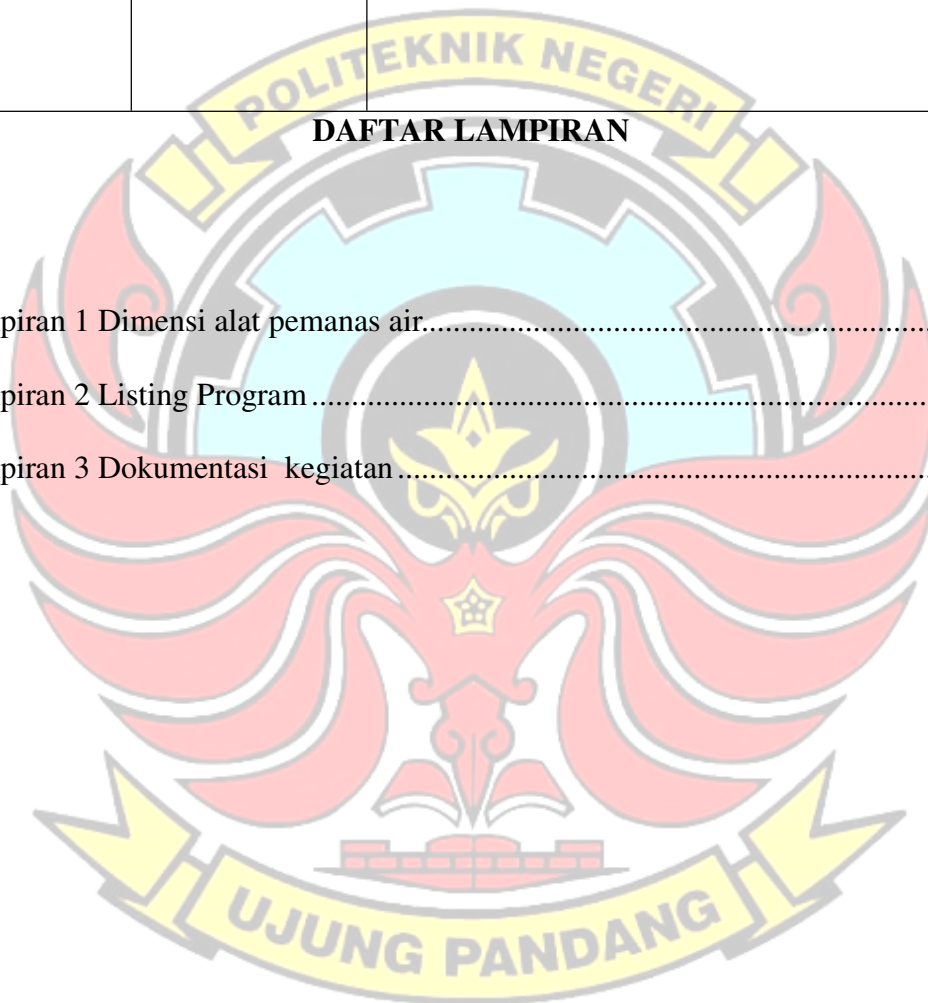 POLITEKNIK NEGERI
DAFTAR LAMPIRAN
piran 1 Dimensi alat pemanas air........................................................................
piran 2 Listing Program ................................................................................
piran 3 Dokumentasi  kegiatan .....................................................................
UJUNG PANDANG